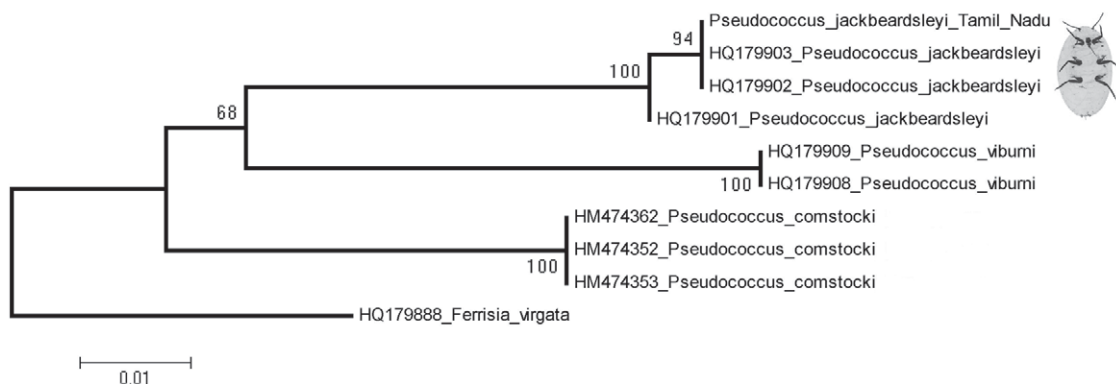 Pseudococcus_jackbeardsleyi_Tamil_Nadu
94
HQ179903_Pseudococcus_jackbeardsleyi
100
HQ179902_Pseudococcus_jackbeardsleyi
68
HQ179901_Pseudococcus_jackbeardsleyi
HQ179909_Pseudococcus_viburni
100
HQ179908_Pseudococcus_viburni
HM474362_Pseudococcus_comstocki
HM474352_Pseudococcus_comstocki
100
HM474353_Pseudococcus_comstocki
HQ179888_Ferrisia_virgata
0.01